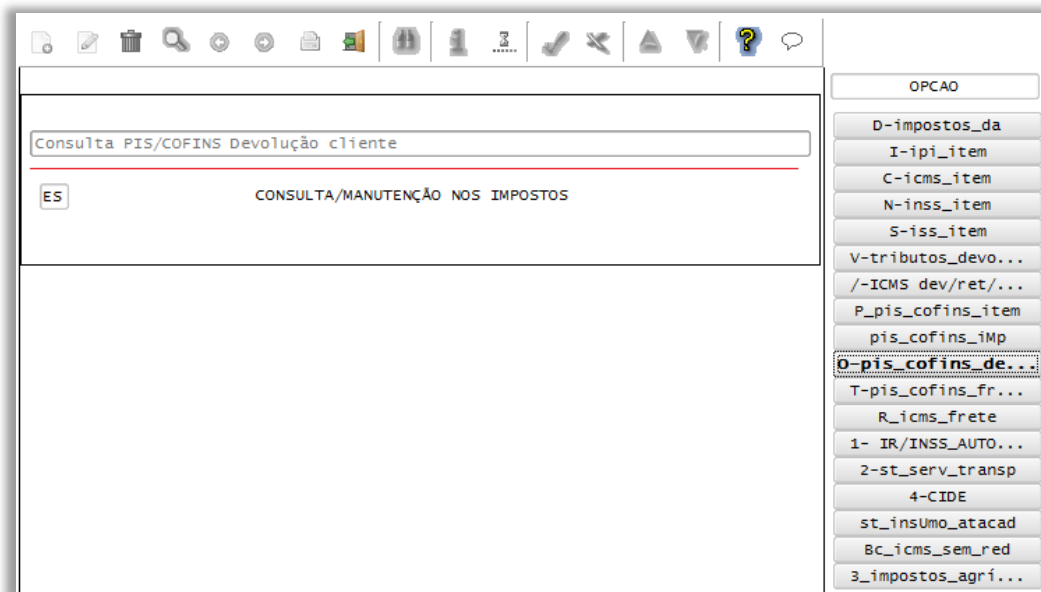 OPCAO
Consulta PIS/COFINS Devolução cliente
ES CONSULTA/MANUTENÇÃO NOS IMPOSTOS
D-impostos_da
I-ipi_item
C-icms_item
N-inss_item
S-iss_item
V-tributos_devo...
/-ICMS dev/ret/...
P_pis_cofins_item
pis_cofins_iMp
O-pis_cofins_de...
T-pis_cofins_fr...
R_icms_frete
1- IR/INSS_AUTO...
2-st_serv_transp
4-CIDE
st_insUmo_atacad
Bc_icms_sem_red
3_impostos_agrí...